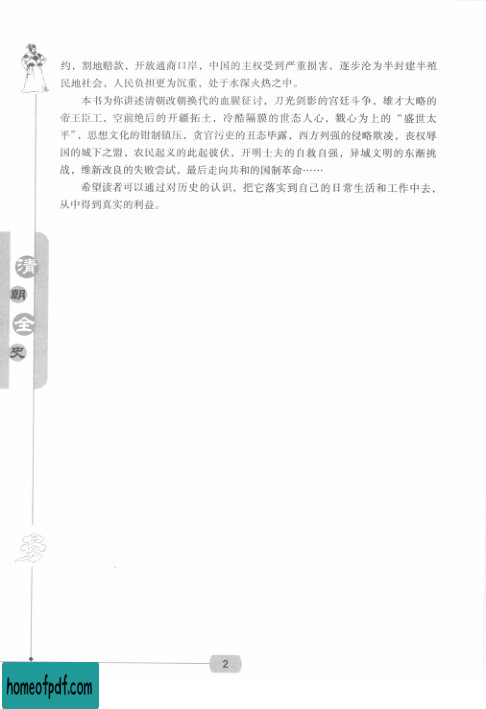 约，割地赔款，开放通商口岸，中国的主权受到严重损害，逐步沦为半封建半殖
民地社会，人民负担更为沉重，处于水深火热之中。
本书为你讲述清朝改朝换代的血腥征讨，刀光剑影的宫廷斗争，雄才大略的
帝王臣工，空前绝后的开疆拓土，冷酷隔膜的世态人心，戮心为上的“盛世太
平”，思想文化的钳制镇压，贪官污吏的丑态毕露，西方列强的侵略欺凌，丧权辱
国的城下之盟，农民起义的此起彼伏，开明士夫的自救自强，异域文明的东渐挑
战，维新改良的失败尝试，最后走向共和的国制革命……
希望读者可以通过对历史的认识，把它落实到自己的日常生活和工作中去，
从中得到真实的利益。
清
朝
全
史
2
homeofpdf.com